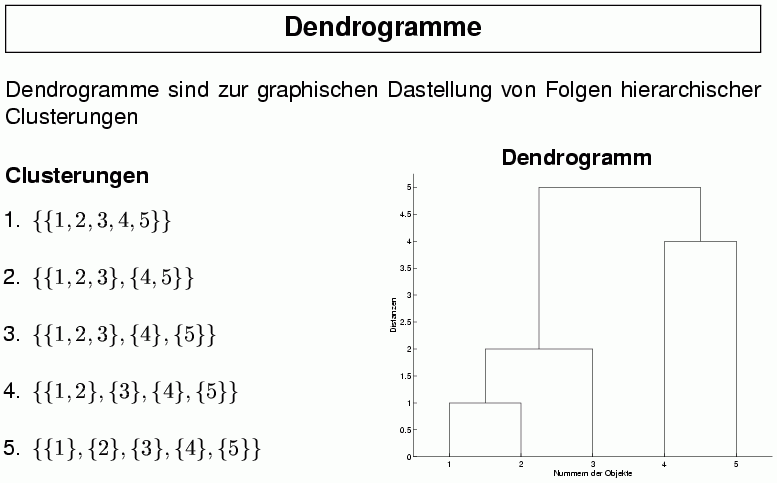 Dendrogramme
Dendrogramme sind zur graphischen Dastellung von Folgen hierarchischer
Clusterungen
Clusterungen
1. {{1, 2, 3, 4, 5}}
2. {{1, 2, 3}, {4, 5}}
3. {{1, 2, 3}, {4}, {5}}
4. {{1, 2}, {3}, {4}, {5}}
5. {{1}, {2}, {3}, {4}, {5}}
Dendrogramm
5
4.5
4
3.5
3
2.5
2
1.5
1
0.5
0
Distanzen
1 2 3 4 5
Nummern der Objekte